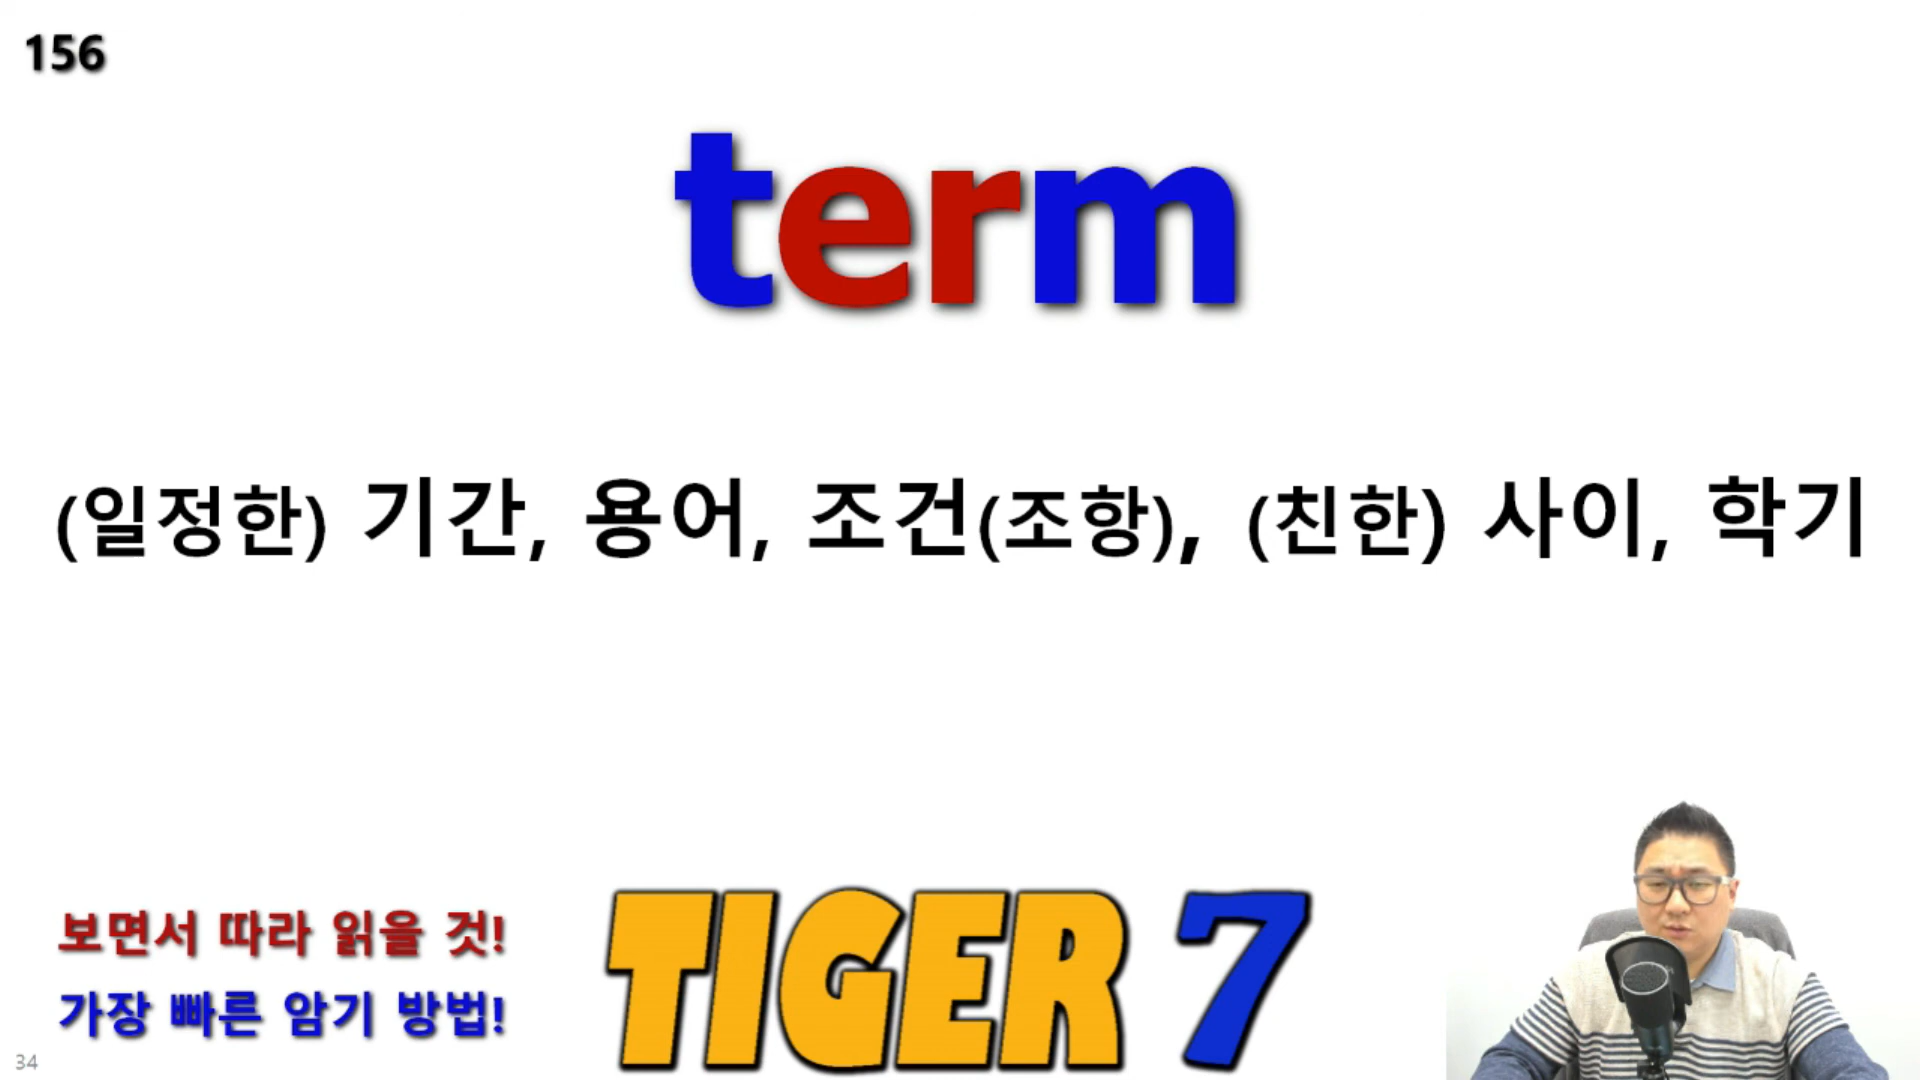 156
term
(일정한) 기간, 용어, 조건(조항), (친한) 사이, 학기
보면서 따라 읽을 것!
가장 빠른 암기 방법!
TIGER 7
34